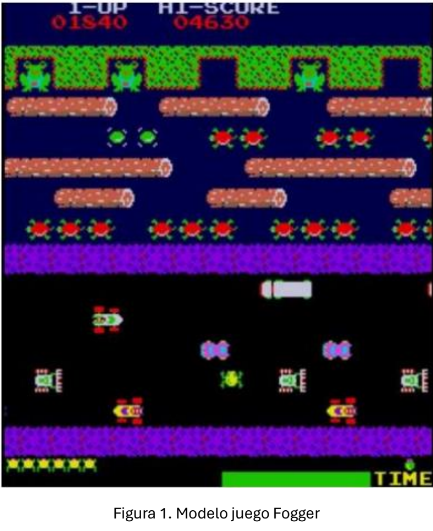 1-UP HI-SCORE
01840 04630
TIME
Figura 1. Modelo juego Fogger